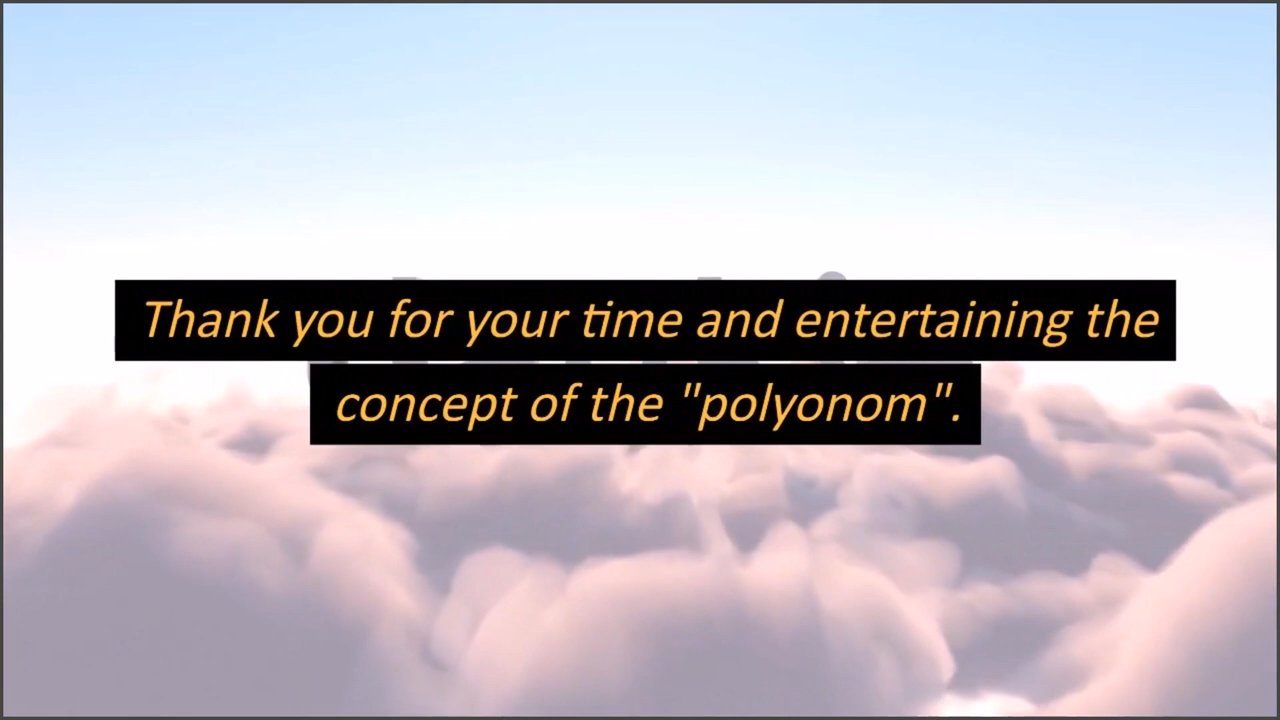 Thank you for your time and entertaining the
concept of the "polyonom".